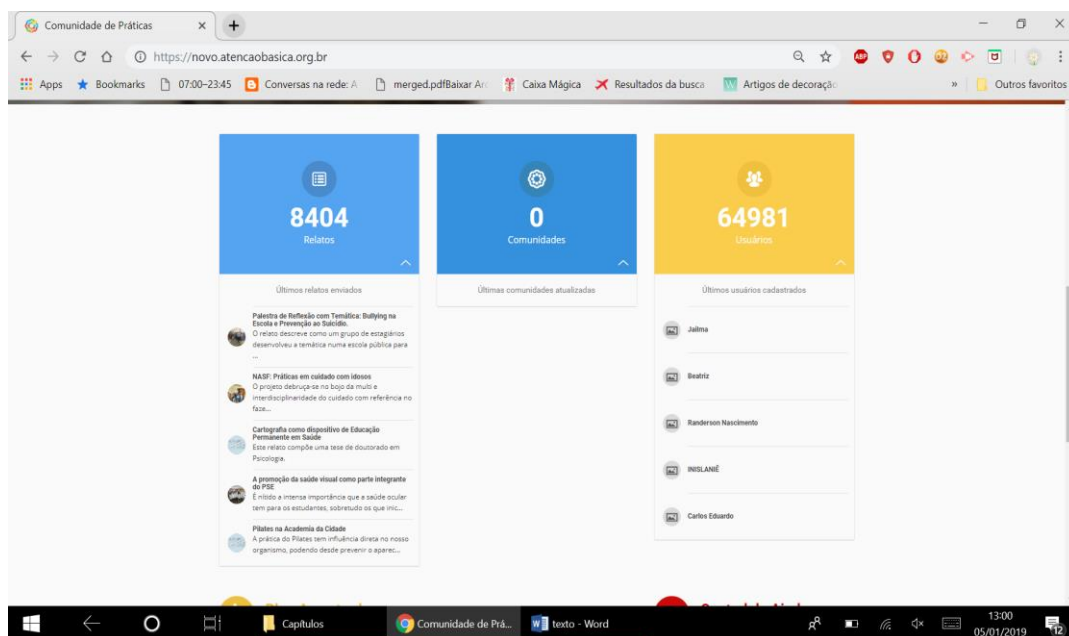 Comunidade de Práticas
https://novo.atencaobasica.org.br
Apps
Bookmarks
07:00–23:45
Conversas na rede: A
merged.pdfBaixar Arc
Caixa Mágica
Resultados da busca
Artigos de decoração
»
Outros favoritos
8404
Relatos
0
Comunidades
64981
Usuários
Últimos relatos enviados
Palestra de Reflexão com Temática: Bullying na
Escola e Prevenção ao Suicídio.
O relato descreve como um grupo de estagiários
desenvolveu a temática numa escola pública para
...
NASF: Práticas em cuidado com idosos
O projeto debruça-se no bojo da multi e
interdisciplinaridade do cuidado com referência no
faze...
Cartografia como dispositivo de Educação
Permanente em Saúde
Este relato compõe uma tese de doutorado em
Psicologia.
A promoção da saúde visual como parte integrante
do PSE
É nítido a intensa importância que a saúde ocular
tem para os estudantes, sobretudo os que inic...
Pilates na Academia da Cidade
A prática do Pilates tem influência direta no nosso
organismo, podendo desde prevenir o aparec...
Últimas comunidades atualizadas
Últimos usuários cadastrados
Jailma
Beatriz
Randerson Nascimento
INISLANIÊ
Carlos Eduardo
Capítulos
Comunidade de Prá...
texto - Word
13:00
05/01/2019
12